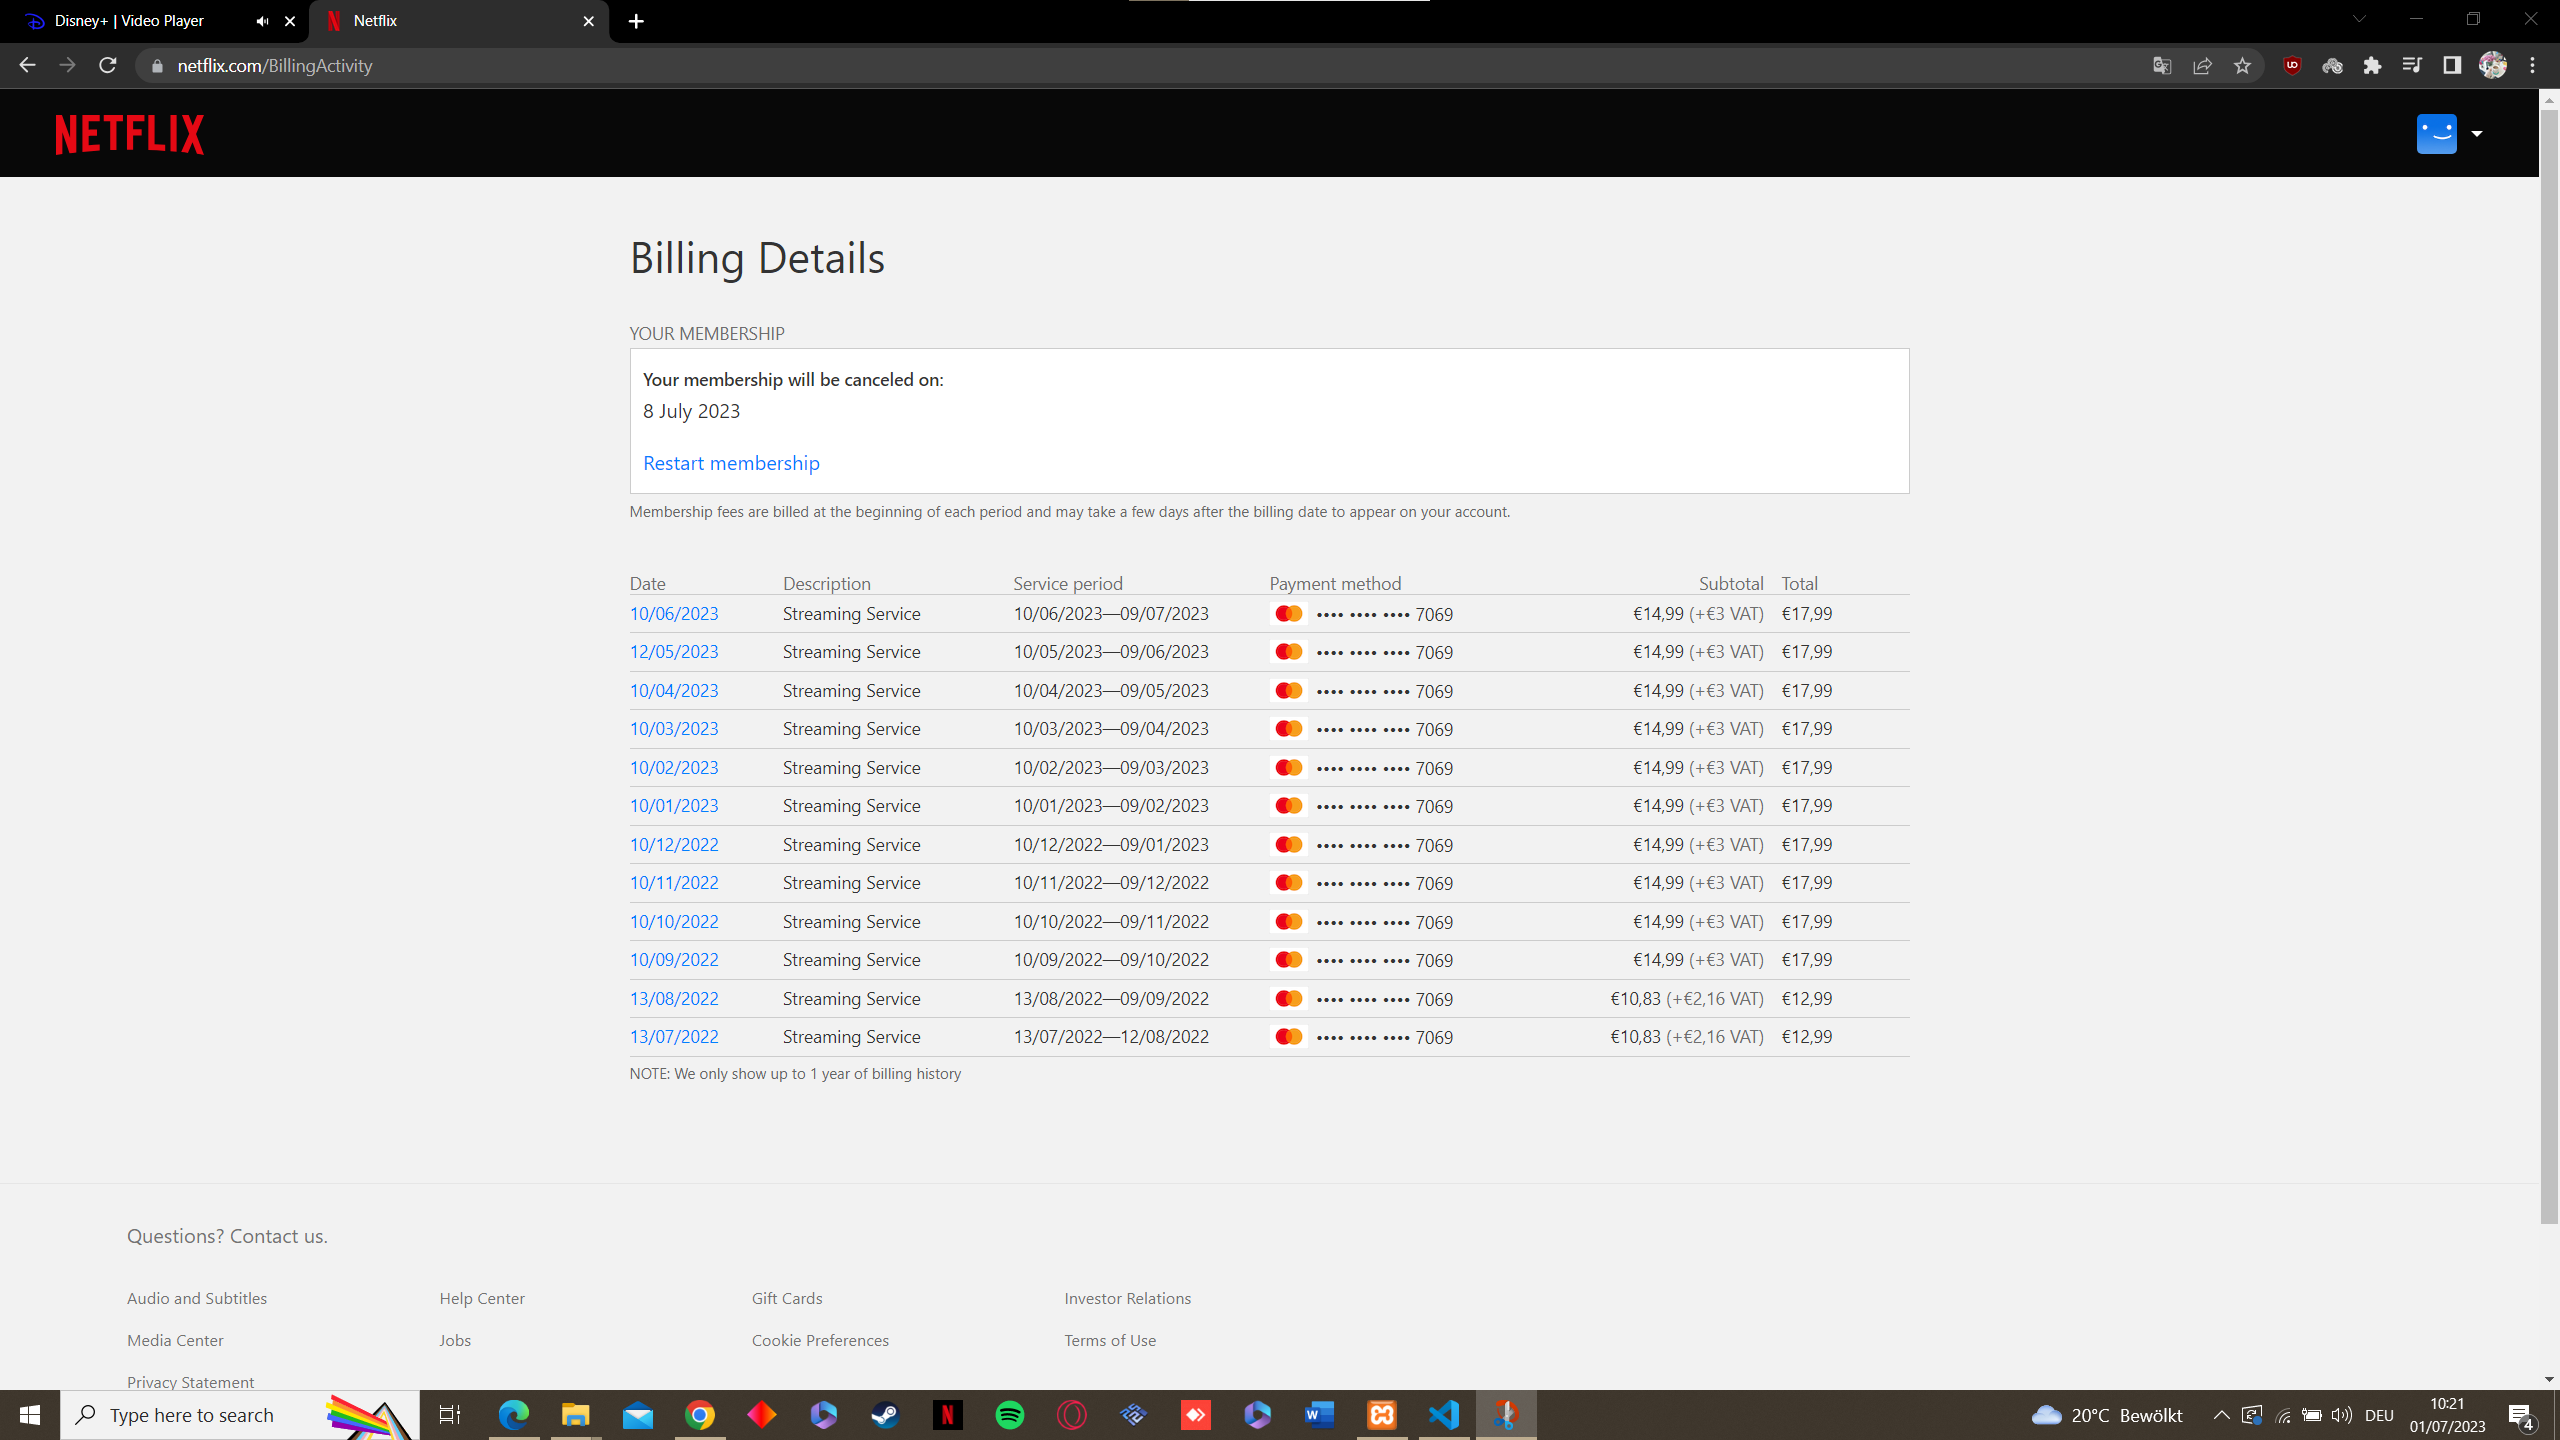 Disney+ | Video Player
Netflix
netflix.com/BillingActivity
NETFLIX
Billing Details
YOUR MEMBERSHIP
Your membership will be canceled on:
8 July 2023
Restart membership
Membership fees are billed at the beginning of each period and may take a few days after the billing date to appear on your account.
Date Description Service period Payment method Subtotal Total
10/06/2023 Streaming Service 10/06/2023—09/07/2023 •••• •••• •••• 7069 €14,99 (+€3 VAT) €17,99
12/05/2023 Streaming Service 10/05/2023—09/06/2023 •••• •••• •••• 7069 €14,99 (+€3 VAT) €17,99
10/04/2023 Streaming Service 10/04/2023—09/05/2023 •••• •••• •••• 7069 €14,99 (+€3 VAT) €17,99
10/03/2023 Streaming Service 10/03/2023—09/04/2023 •••• •••• •••• 7069 €14,99 (+€3 VAT) €17,99
10/02/2023 Streaming Service 10/02/2023—09/03/2023 •••• •••• •••• 7069 €14,99 (+€3 VAT) €17,99
10/01/2023 Streaming Service 10/01/2023—09/02/2023 •••• •••• •••• 7069 €14,99 (+€3 VAT) €17,99
10/12/2022 Streaming Service 10/12/2022—09/01/2023 •••• •••• •••• 7069 €14,99 (+€3 VAT) €17,99
10/11/2022 Streaming Service 10/11/2022—09/12/2022 •••• •••• •••• 7069 €14,99 (+€3 VAT) €17,99
10/10/2022 Streaming Service 10/10/2022—09/11/2022 •••• •••• •••• 7069 €14,99 (+€3 VAT) €17,99
10/09/2022 Streaming Service 10/09/2022—09/10/2022 •••• •••• •••• 7069 €14,99 (+€3 VAT) €17,99
13/08/2022 Streaming Service 13/08/2022—09/09/2022 •••• •••• •••• 7069 €10,83 (+€2,16 VAT) €12,99
13/07/2022 Streaming Service 13/07/2022—12/08/2022 •••• •••• •••• 7069 €10,83 (+€2,16 VAT) €12,99
NOTE: We only show up to 1 year of billing history
Questions? Contact us.
Audio and Subtitles Help Center Gift Cards Investor Relations
Media Center Jobs Cookie Preferences Terms of Use
Privacy Statement
Type here to search
20°C Bewölkt
DEU
10:21
01/07/2023
4